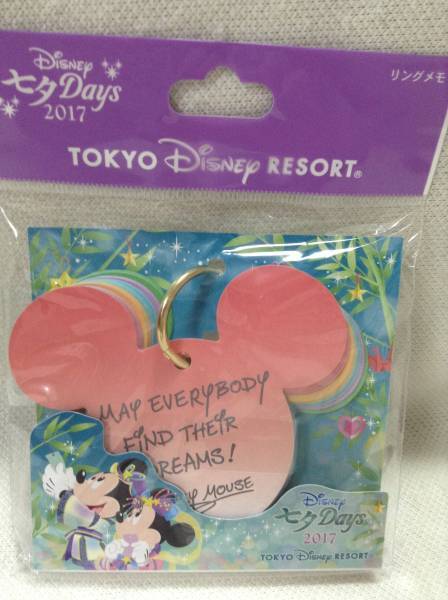 Disney
七夕Days
2017
リングメモ
TOKYO Disney RESORT®
MAY EVERYBODY
FIND THEIR
DREAMS!
MOUSE
Disney
七夕Days
2017
TOKYO Disney RESORT®